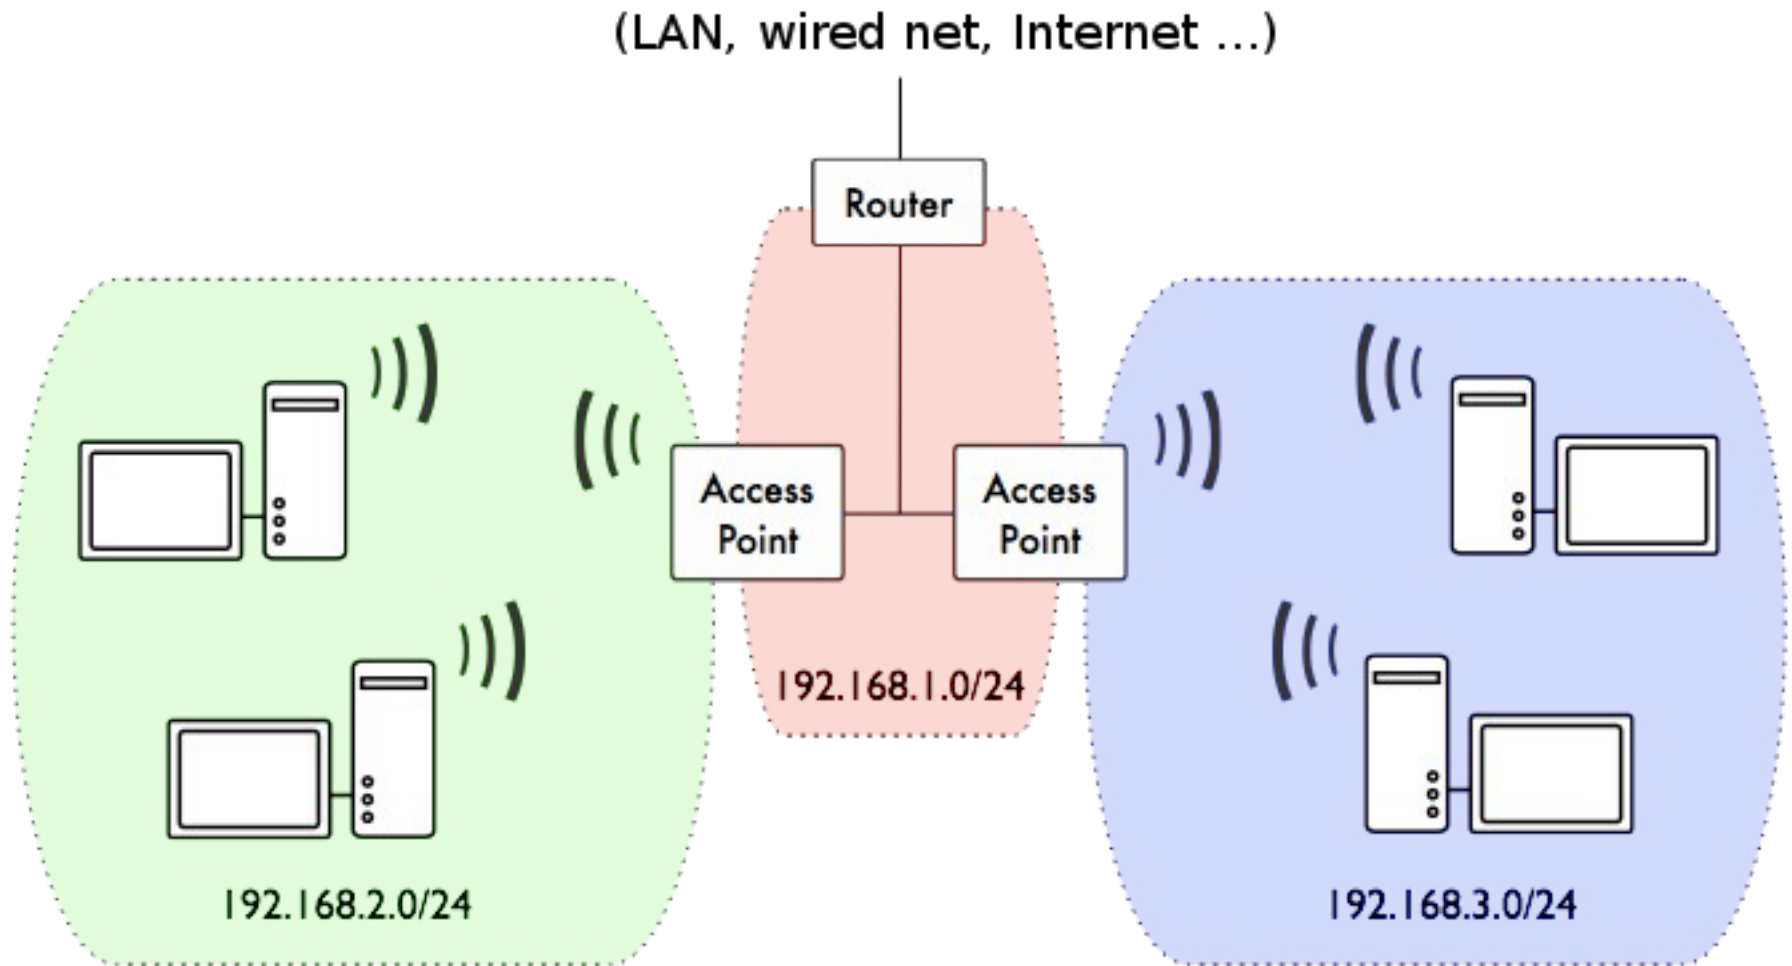 (LAN, wired net, Internet ...)
Router
Access
Point
Access
Point
192.168.1.0/24
192.168.2.0/24
192.168.3.0/24